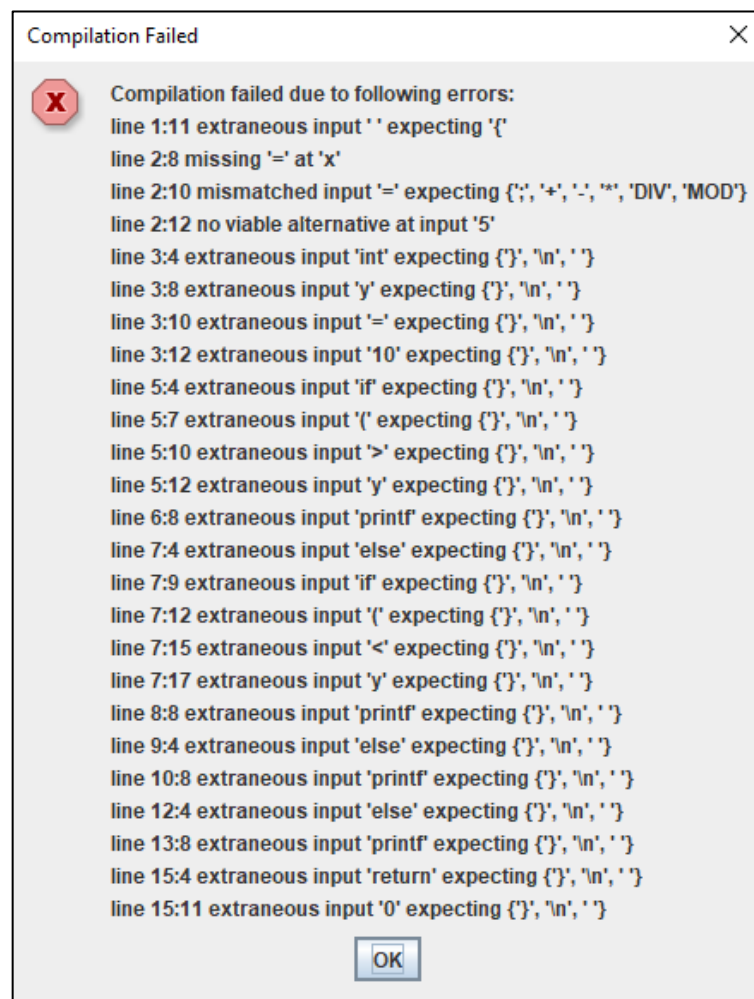 Compilation Failed
Compilation failed due to following errors:
line 1:11 extraneous input ' ' expecting '{'
line 2:8 missing '=' at 'x'
line 2:10 mismatched input '=' expecting {';', '+', '-', '*', 'DIV', 'MOD'}
line 2:12 no viable alternative at input '5'
line 3:4 extraneous input 'int' expecting {'}', '\n', ' '}
line 3:8 extraneous input 'y' expecting {'}', '\n', ' '}
line 3:10 extraneous input '=' expecting {'}', '\n', ' '}
line 3:12 extraneous input '10' expecting {'}', '\n', ' '}
line 5:4 extraneous input 'if' expecting {'}', '\n', ' '}
line 5:7 extraneous input '(' expecting {'}', '\n', ' '}
line 5:10 extraneous input '>' expecting {'}', '\n', ' '}
line 5:12 extraneous input 'y' expecting {'}', '\n', ' '}
line 6:8 extraneous input 'printf' expecting {'}', '\n', ' '}
line 7:4 extraneous input 'else' expecting {'}', '\n', ' '}
line 7:9 extraneous input 'if' expecting {'}', '\n', ' '}
line 7:12 extraneous input '(' expecting {'}', '\n', ' '}
line 7:15 extraneous input '<' expecting {'}', '\n', ' '}
line 7:17 extraneous input 'y' expecting {'}', '\n', ' '}
line 8:8 extraneous input 'printf' expecting {'}', '\n', ' '}
line 9:4 extraneous input 'else' expecting {'}', '\n', ' '}
line 10:8 extraneous input 'printf' expecting {'}', '\n', ' '}
line 12:4 extraneous input 'else' expecting {'}', '\n', ' '}
line 13:8 extraneous input 'printf' expecting {'}', '\n', ' '}
line 15:4 extraneous input 'return' expecting {'}', '\n', ' '}
line 15:11 extraneous input '0' expecting {'}', '\n', ' '}
OK